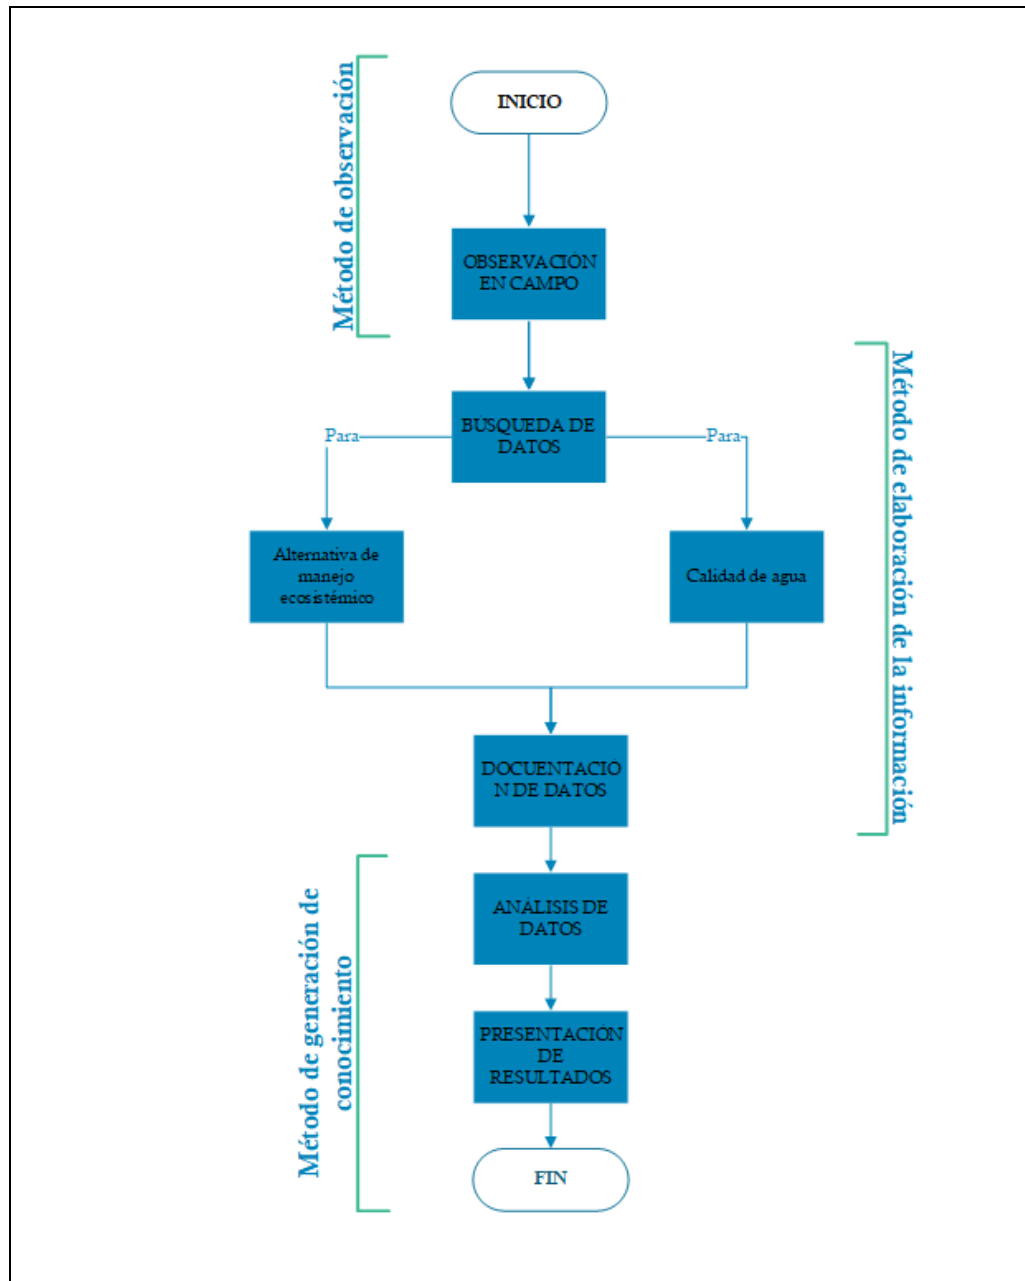 Método de observación
INICIO
OBSERVACIÓN
EN CAMPO
Método de elaboración de la información
BÚSQUEDA DE
DATOS
Para
Para
Alternativa de
manejo
ecosistémico
Calidad de agua
DOCUENTACIÓ
N DE DATOS
Método de generación de
conocimiento
ANÁLISIS DE
DATOS
PRESENTACIÓN
DE
RESULTADOS
FIN